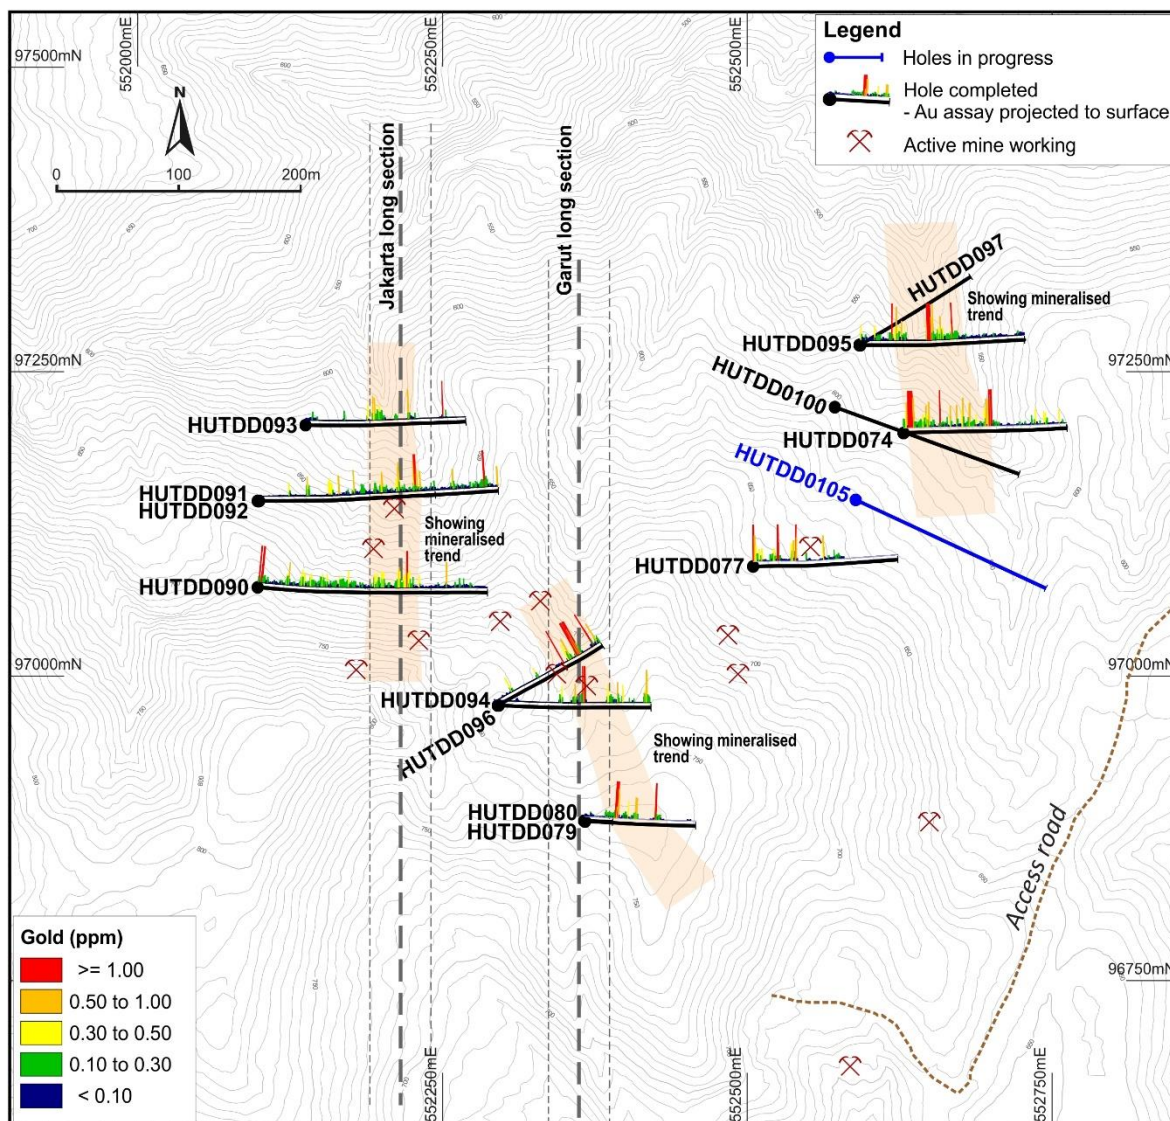 Legend
Holes in progress
Hole completed
- Au assay projected to surface
Active mine working
97500mN
552000mE
552250mE
552500mE
N
0 100 200m
Jakarta long section
Garut long section
HUTDD097
Showing mineralised
trend
HUTDD095
97250mN
97250mN
HUTDD0100
HUTDD093
HUTDD074
HUTDD0105
HUTDD091
HUTDD092
Showing
mineralised
trend
HUTDD077
HUTDD090
97000mN
97000mN
HUTDD094
HUTDD096
Showing mineralised
trend
HUTDD080
HUTDD079
Access road
Gold (ppm)
>= 1.00
0.50 to 1.00
0.30 to 0.50
0.10 to 0.30
< 0.10
96750mN
552250mE
552500mE
552750mE